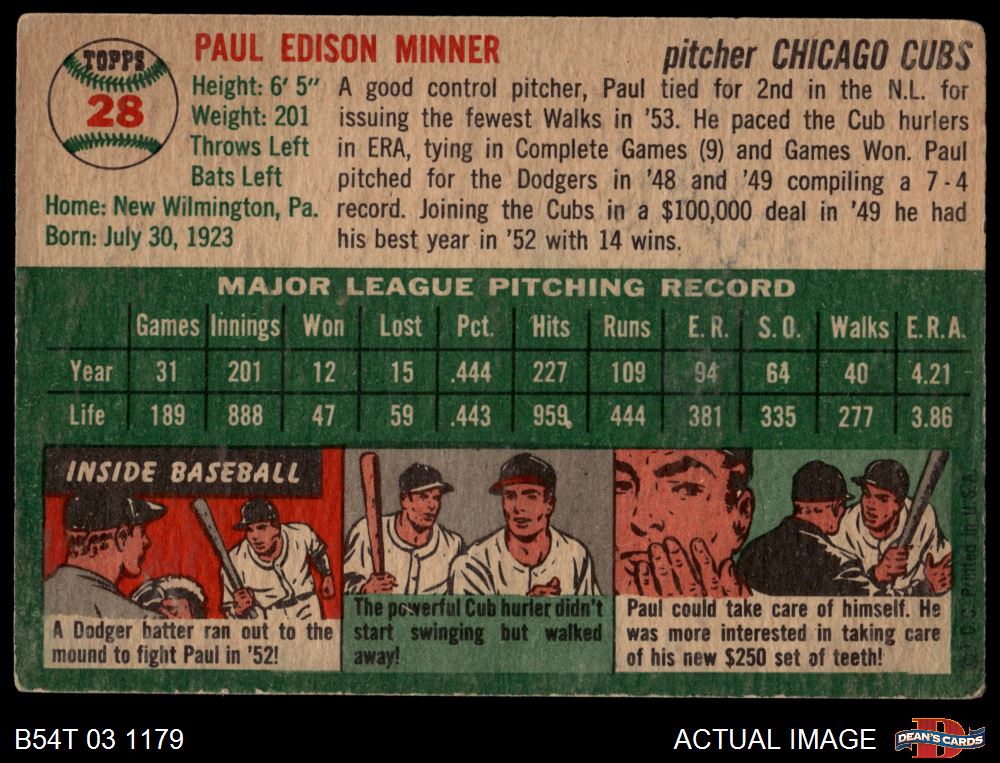 TOPPS
28
PAUL EDISON MINNER
pitcher CHICAGO CUBS
Height: 6' 5"
Weight: 201
Throws Left
Bats Left
Home: New Wilmington, Pa.
Born: July 30, 1923
A good control pitcher, Paul tied for 2nd in the N.L. for
issuing the fewest Walks in '53. He paced the Cub hurlers
in ERA, tying in Complete Games (9) and Games Won. Paul
pitched for the Dodgers in '48 and '49 compiling a 7-4
record. Joining the Cubs in a $100,000 deal in '49 he had
his best year in '52 with 14 wins.
MAJOR LEAGUE PITCHING RECORD
Games Innings Won Lost Pct. Hits Runs E.R. S.O. Walks E.R.A.
Year 31 201 12 15 .444 227 109 94 64 40 4.21
Life 189 888 47 59 .443 959 444 381 335 277 3.86
INSIDE BASEBALL
A Dodger batter ran out to the
mound to fight Paul in '52!
The powerful Cub hurler didn't
start swinging but walked
away!
Paul could take care of himself. He
was more interested in taking care
of his new $250 set of teeth!
Printed in U.S.A.
B54T 03 1179
ACTUAL IMAGE
DEAN'S CARDS